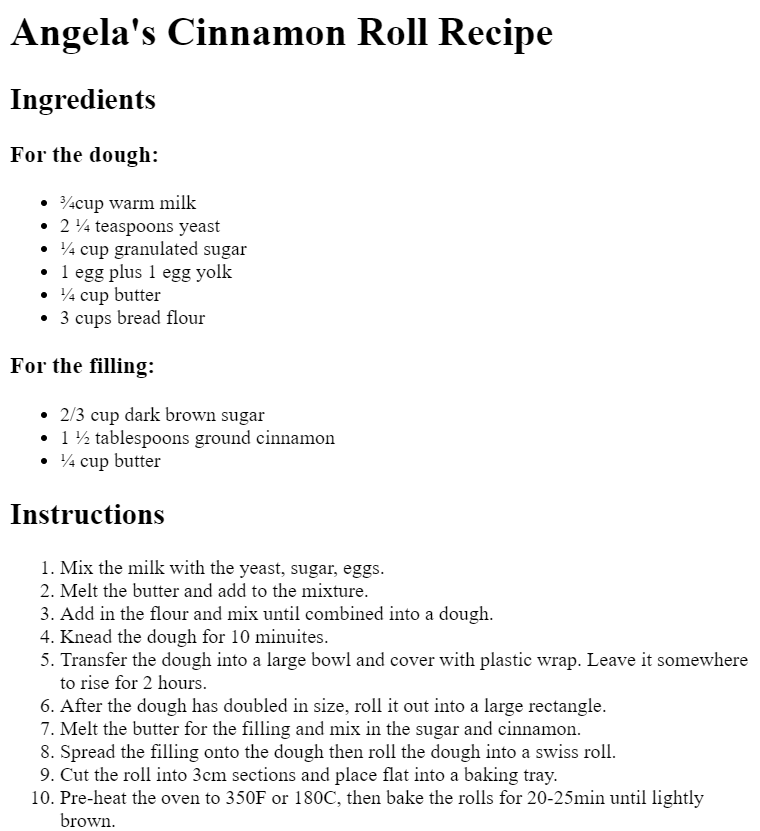 Angela's Cinnamon Roll Recipe
Ingredients
For the dough:
• ¾cup warm milk
• 2 ¼ teaspoons yeast
• ¼ cup granulated sugar
• 1 egg plus 1 egg yolk
• ¼ cup butter
• 3 cups bread flour
For the filling:
• 2/3 cup dark brown sugar
• 1 ½ tablespoons ground cinnamon
• ¼ cup butter
Instructions
1. Mix the milk with the yeast, sugar, eggs.
2. Melt the butter and add to the mixture.
3. Add in the flour and mix until combined into a dough.
4. Knead the dough for 10 minuites.
5. Transfer the dough into a large bowl and cover with plastic wrap. Leave it somewhere
to rise for 2 hours.
6. After the dough has doubled in size, roll it out into a large rectangle.
7. Melt the butter for the filling and mix in the sugar and cinnamon.
8. Spread the filling onto the dough then roll the dough into a swiss roll.
9. Cut the roll into 3cm sections and place flat into a baking tray.
10. Pre-heat the oven to 350F or 180C, then bake the rolls for 20-25min until lightly
brown.